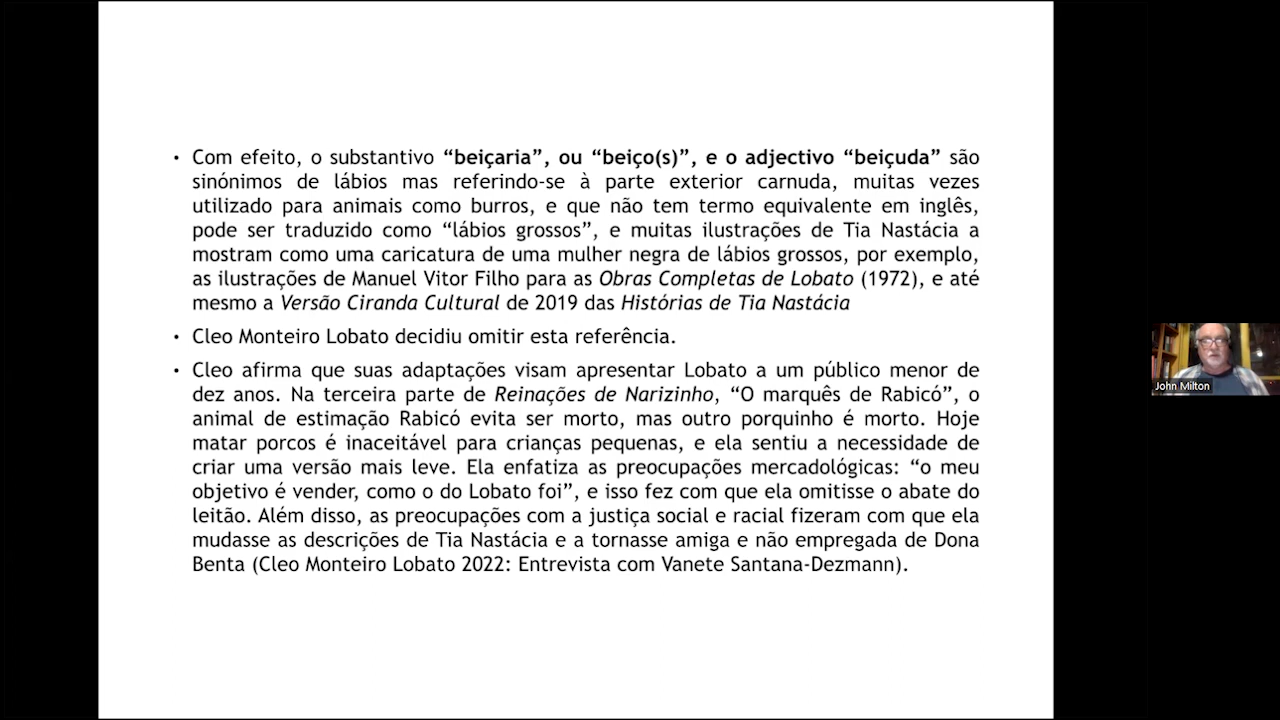 • Com efeito, o substantivo “beiçaria”, ou “beiço(s)”, e o adjectivo “beiçuda” são
sinónimos de lábios mas referindo-se à parte exterior carnuda, muitas vezes
utilizado para animais como burros, e que não tem termo equivalente em inglês,
pode ser traduzido como “lábios grossos”, e muitas ilustrações de Tia Nastácia a
mostram como uma caricatura de uma mulher negra de lábios grossos, por exemplo,
as ilustrações de Manuel Vitor Filho para as Obras Completas de Lobato (1972), e até
mesmo a Versão Ciranda Cultural de 2019 das Histórias de Tia Nastácia
• Cleo Monteiro Lobato decidiu omitir esta referência.
• Cleo afirma que suas adaptações visam apresentar Lobato a um público menor de
dez anos. Na terceira parte de Reinações de Narizinho, “O marquês de Rabicó”, o
animal de estimação Rabicó evita ser morto, mas outro porquinho é morto. Hoje
matar porcos é inaceitável para crianças pequenas, e ela sentiu a necessidade de
criar uma versão mais leve. Ela enfatiza as preocupações mercadológicas: “o meu
objetivo é vender, como o do Lobato foi”, e isso fez com que ela omitisse o abate do
leitão. Além disso, as preocupações com a justiça social e racial fizeram com que ela
mudasse as descrições de Tia Nastácia e a tornasse amiga e não empregada de Dona
Benta (Cleo Monteiro Lobato 2022: Entrevista com Vanete Santana-Dezmann).
John Milton